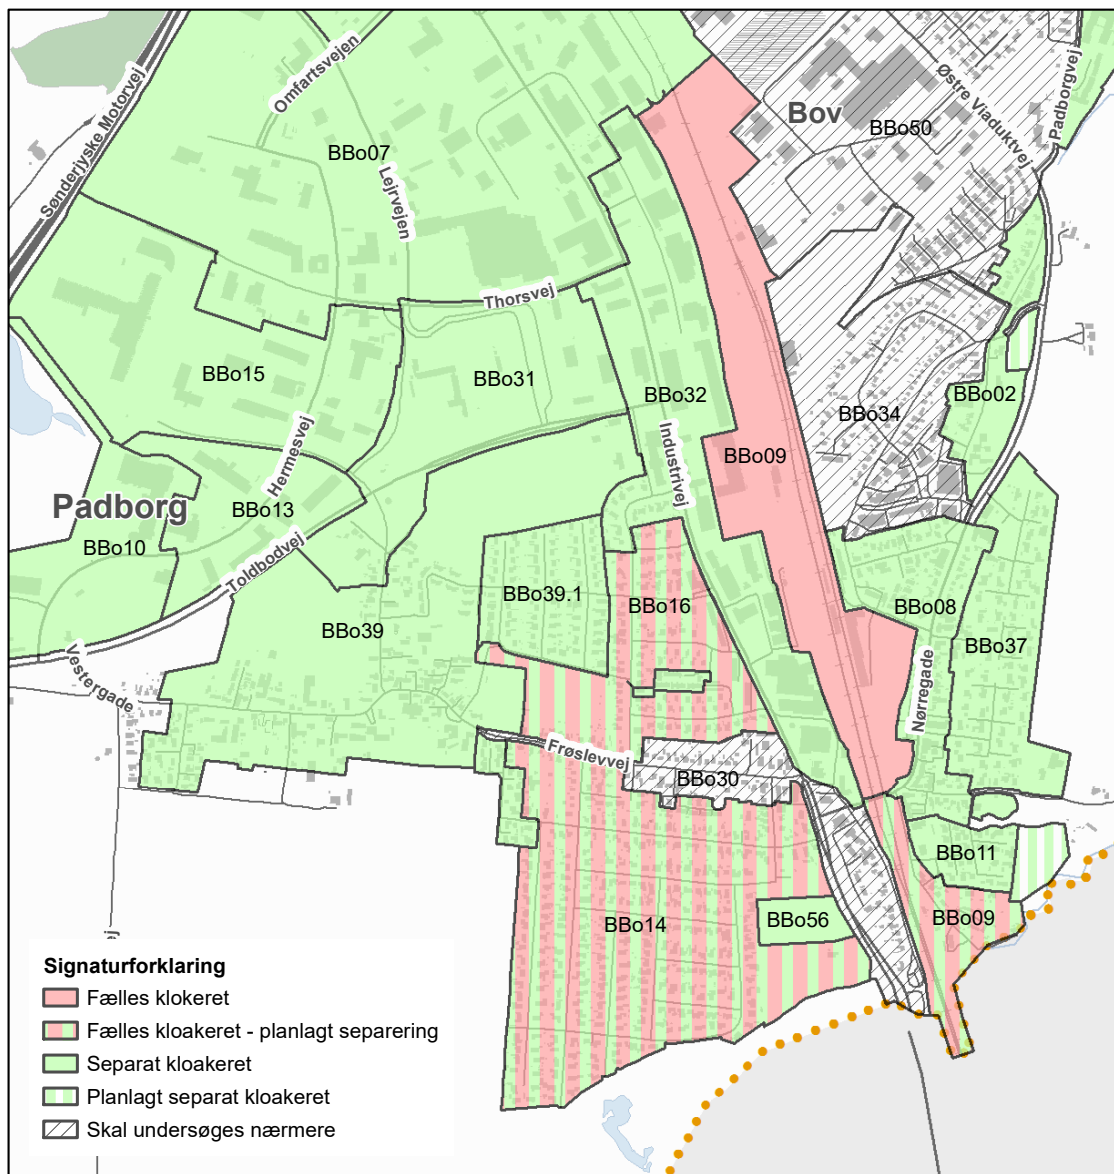 Omfartsvejen
Sønderjyske Motorvej
BBo07
Lejrvejen
Bov
BBo50
Østre Viaduktvej
Padborgvej
Thorsvej
BBo15
BBo31
BBo32
BBo02
BBo34
Hermesvej
Industrivej
BBo09
Padborg
BBo13
BBo10
Toldbodvej
BBo39.1
BBo16
BBo08
BBo39
BBo37
Vestergade
Nørregade
Frøslevvej
BBo30
BBo11
BBo14
BBo56
BBo09
Signaturforklaring
Fælles klokeret
Fælles kloakeret - planlagt separering
Separat kloakeret
Planlagt separat kloakeret
Skal undersøges nærmere